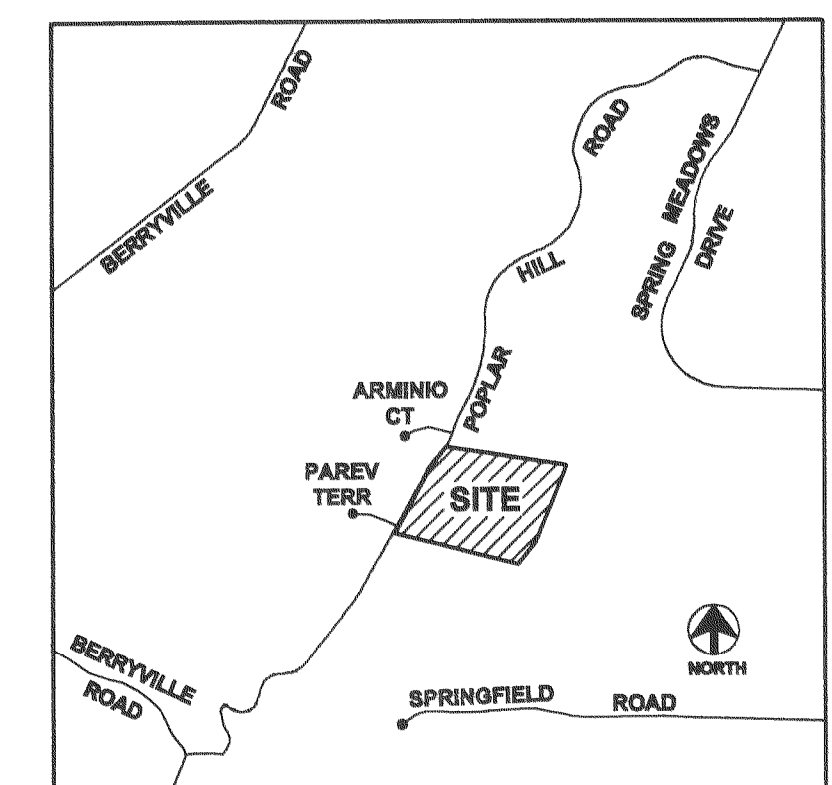 ROAD
BERRYVILLE
ROAD
SPRING MEADOWS
DRIVE
HILL
POPLAR
ARMINIO
CT
PAREV
TERR
SITE
NORTH
BERRYVILLE
ROAD
SPRINGFIELD ROAD